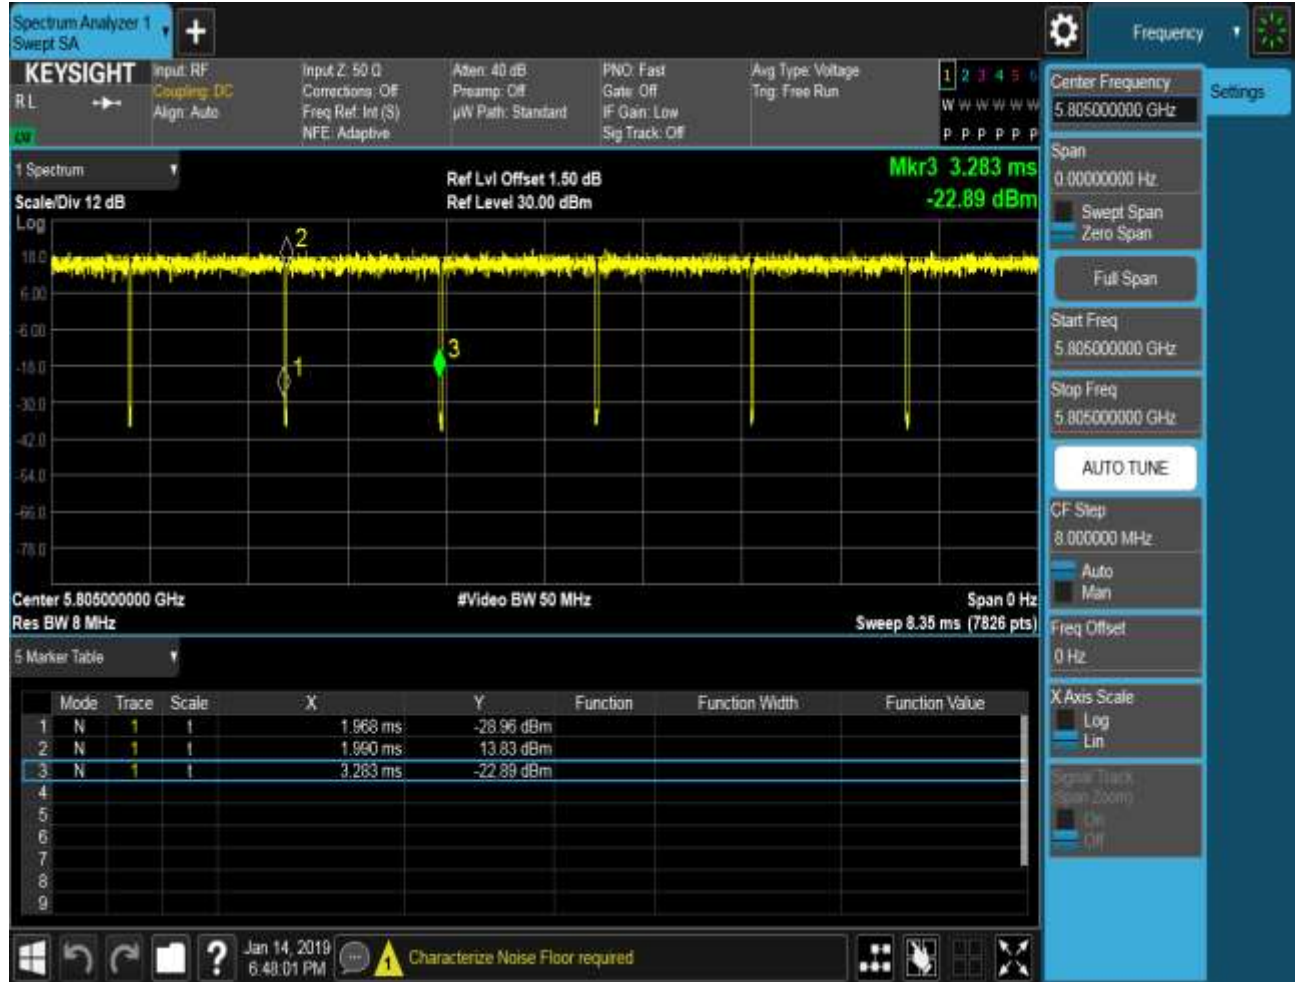 Spectrum Analyzer 1
Swept SA
Frequency
KEYSIGHT
R L
Input: RF
Coupling: DC
Align: Auto
Input Z: 50 Ω
Corrections: Off
Freq Ref: Int (S)
NFE: Adaptive
Atten: 40 dB
Preamp: Off
µW Path: Standard
PNO: Fast
Gate: Off
IF Gain: Low
Sig Track: Off
Avg Type: Voltage
Trig: Free Run
1 2 3 4 5 6
W W W W W W
P P P P P P
1 Spectrum
Scale/Div 12 dB
Log
Ref Lvl Offset 1.50 dB
Ref Level 30.00 dBm
Mkr3 3.283 ms
-22.89 dBm
18.0
6.00
-6.00
-18.0
-30.0
-42.0
-54.0
-66.0
-78.0
2
1
3
Center 5.805000000 GHz
#Video BW 50 MHz
Span 0 Hz
Res BW 8 MHz
Sweep 8.35 ms (7826 pts)
5 Marker Table
Mode Trace Scale X Y Function Function Width Function Value
1 N 1 t 1.968 ms -28.96 dBm
2 N 1 t 1.990 ms 13.83 dBm
3 N 1 t 3.283 ms -22.89 dBm
4
5
6
7
8
9
Jan 14, 2019
6:48:01 PM
?
1
Characterize Noise Floor required
Settings
Center Frequency
5.805000000 GHz
Span
0.00000000 Hz
Swept Span
Zero Span
Full Span
Start Freq
5.805000000 GHz
Stop Freq
5.805000000 GHz
AUTO TUNE
CF Step
8.000000 MHz
Auto
Man
Freq Offset
0 Hz
X Axis Scale
Log
Lin
Signal Track
(Span Zoom)
On
Off